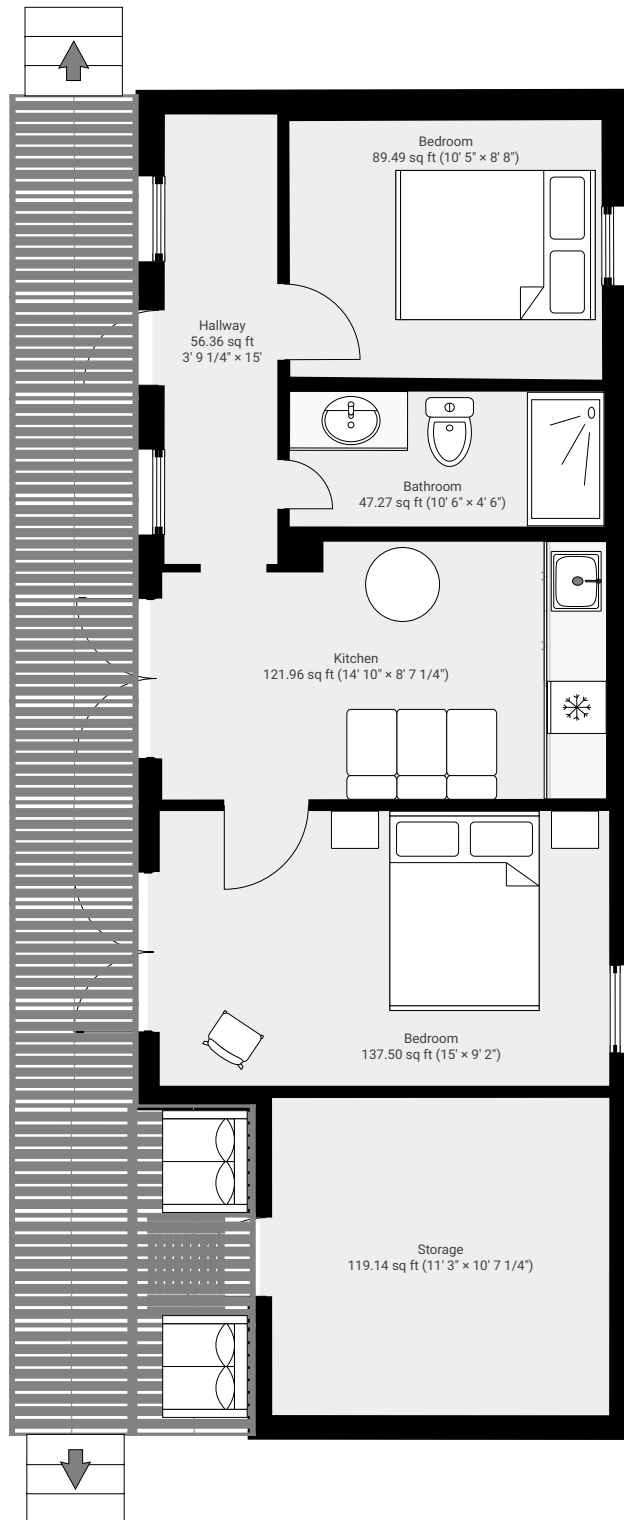 Bedroom
89.49 sq ft (10' 5" × 8' 8")
Hallway
56.36 sq ft
3' 9 1/4" × 15'
Bathroom
47.27 sq ft (10' 6" × 4' 6")
Kitchen
121.96 sq ft (14' 10" × 8' 7 1/4")
Bedroom
137.50 sq ft (15' × 9' 2")
Storage
119.14 sq ft (11' 3" × 10' 7 1/4")